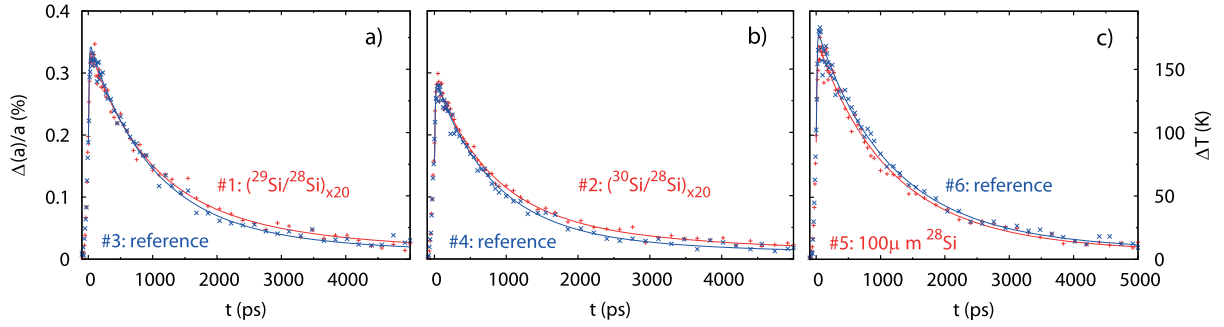 0.4
0.3
0.2
0.1
0
Δ(a)/a (%)
a)
#1: (²⁹Si/²⁸Si)ₓ₂₀
#3: reference
0 1000 2000 3000 4000
t (ps)
b)
#2: (³⁰Si/²⁸Si)ₓ₂₀
#4: reference
0 1000 2000 3000 4000
t (ps)
c)
#6: reference
#5: 100μ m ²⁸Si
0 1000 2000 3000 4000 5000
t (ps)
150
100
50
0
ΔT (K)